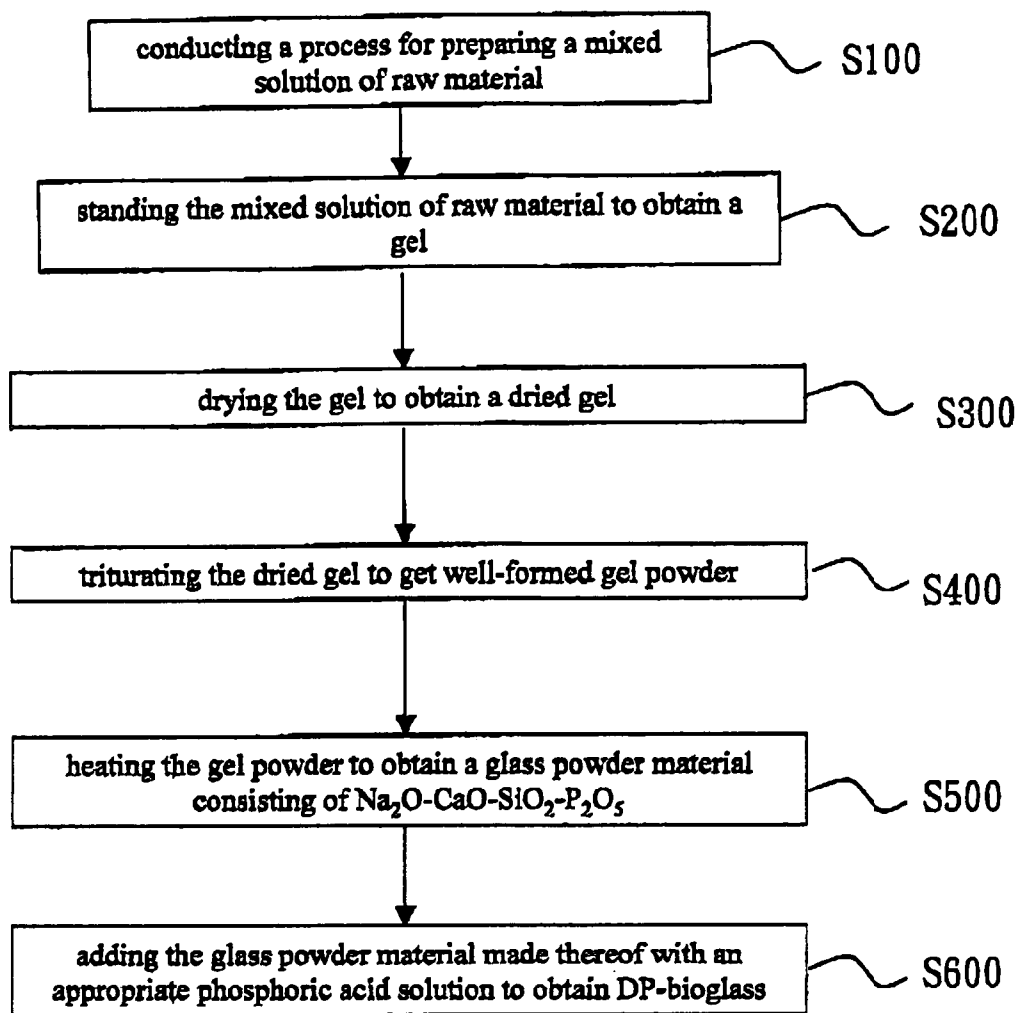 conducting a process for preparing a mixed
solution of raw material
S100
standing the mixed solution of raw material to obtain a
gel
S200
drying the gel to obtain a dried gel
S300
triturating the dried gel to get well-formed gel powder
S400
heating the gel powder to obtain a glass powder material
consisting of Na₂O-CaO-SiO₂-P₂O₅
S500
adding the glass powder material made thereof with an
appropriate phosphoric acid solution to obtain DP-bioglass
S600